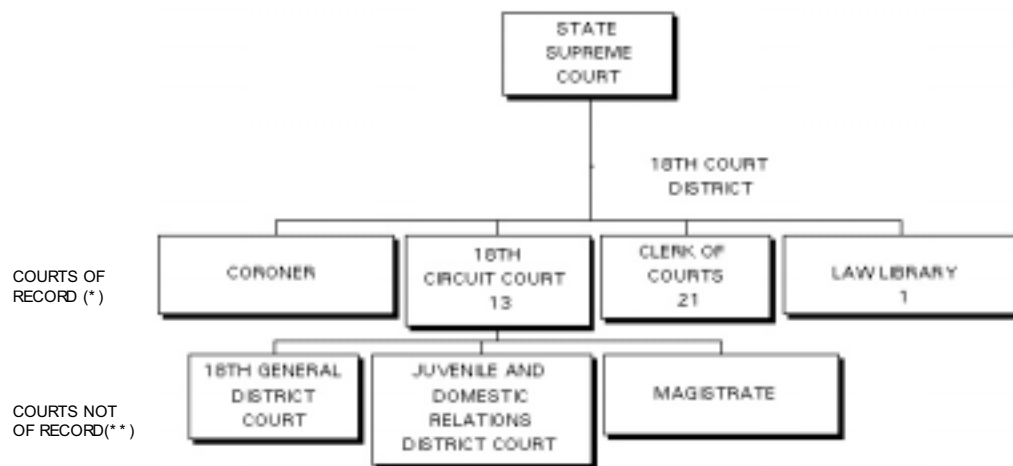 STATE
SUPREME
COURT
18TH COURT
DISTRICT
COURTS OF
RECORD (*)
CORONER
18TH
CIRCUIT COURT
13
CLERK OF
COURTS
21
LAW LIBRARY
1
COURTS NOT
OF RECORD(**)
18TH GENERAL
DISTRICT
COURT
JUVENILE AND
DOMESTIC
RELATIONS
DISTRICT COURT
MAGISTRATE